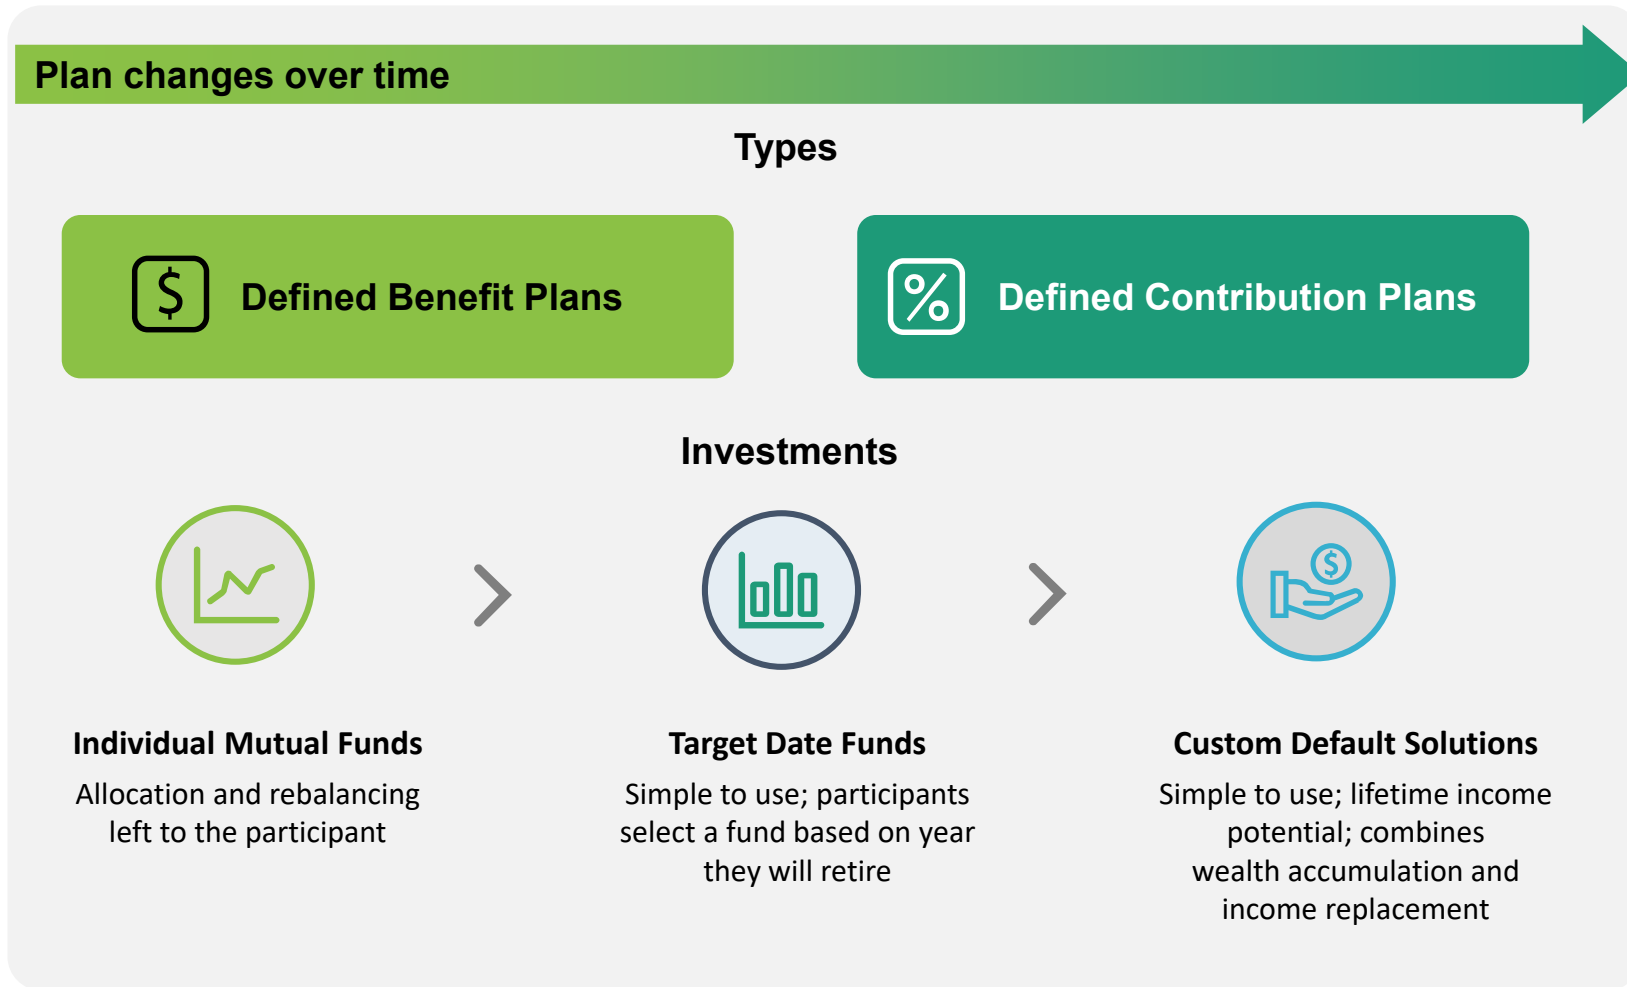 Plan changes over time
Types
$ Defined Benefit Plans
% Defined Contribution Plans
Investments
$
Individual Mutual Funds
Allocation and rebalancing
left to the participant
Target Date Funds
Simple to use; participants
select a fund based on year
they will retire
Custom Default Solutions
Simple to use; lifetime income
potential; combines
wealth accumulation and
income replacement